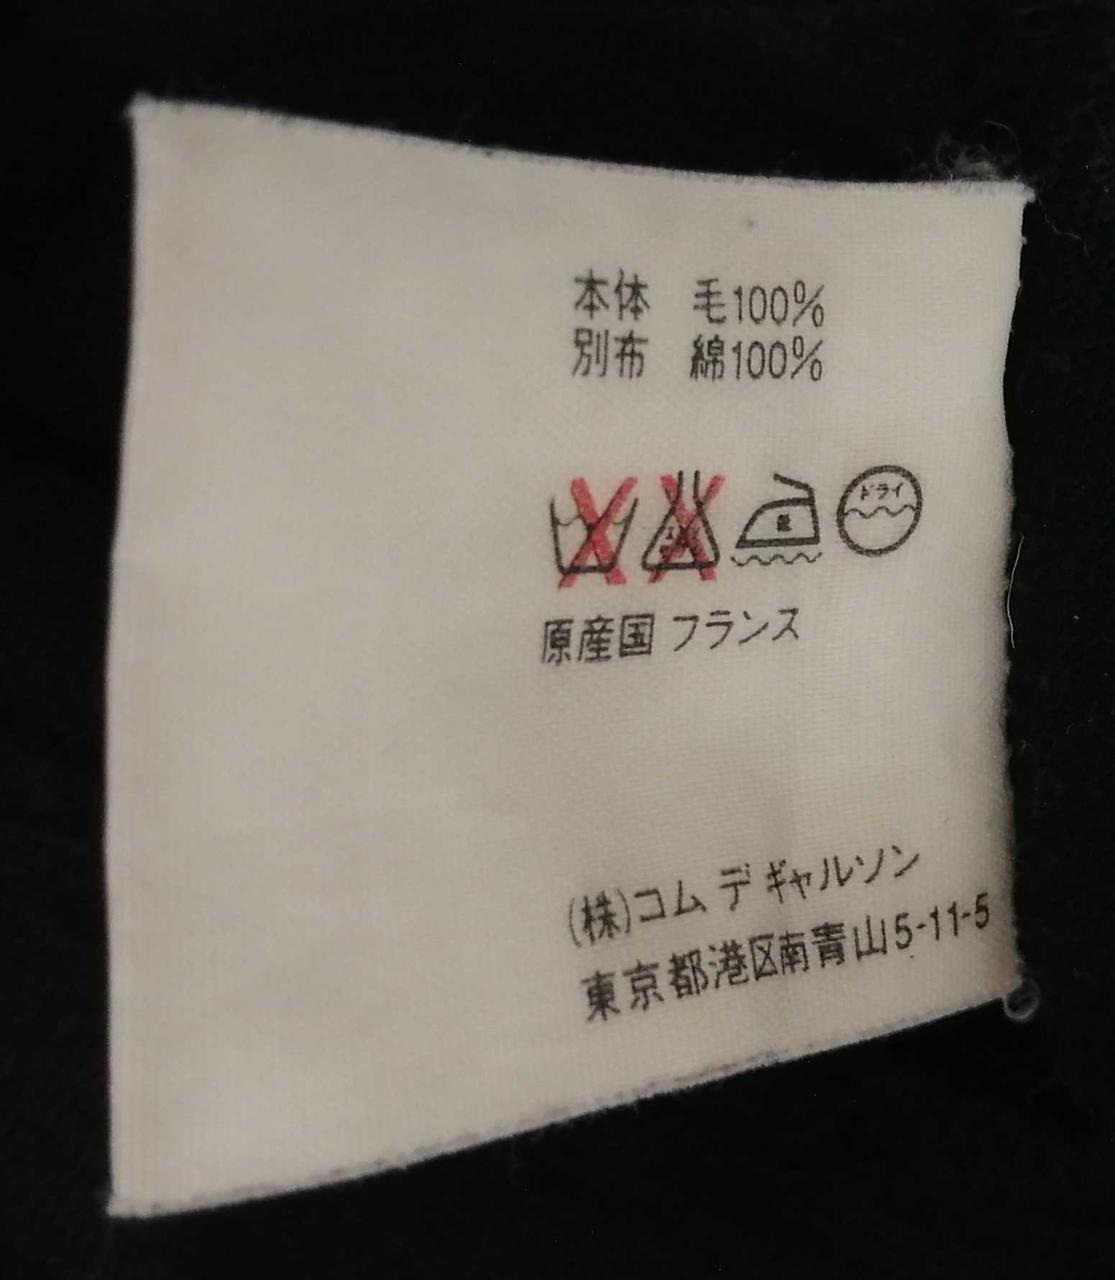 本体 毛100%
別布 綿100%
ドライ
原産国 フランス
(株)コム デ ギャルソン
東京都港区南青山5-11-5